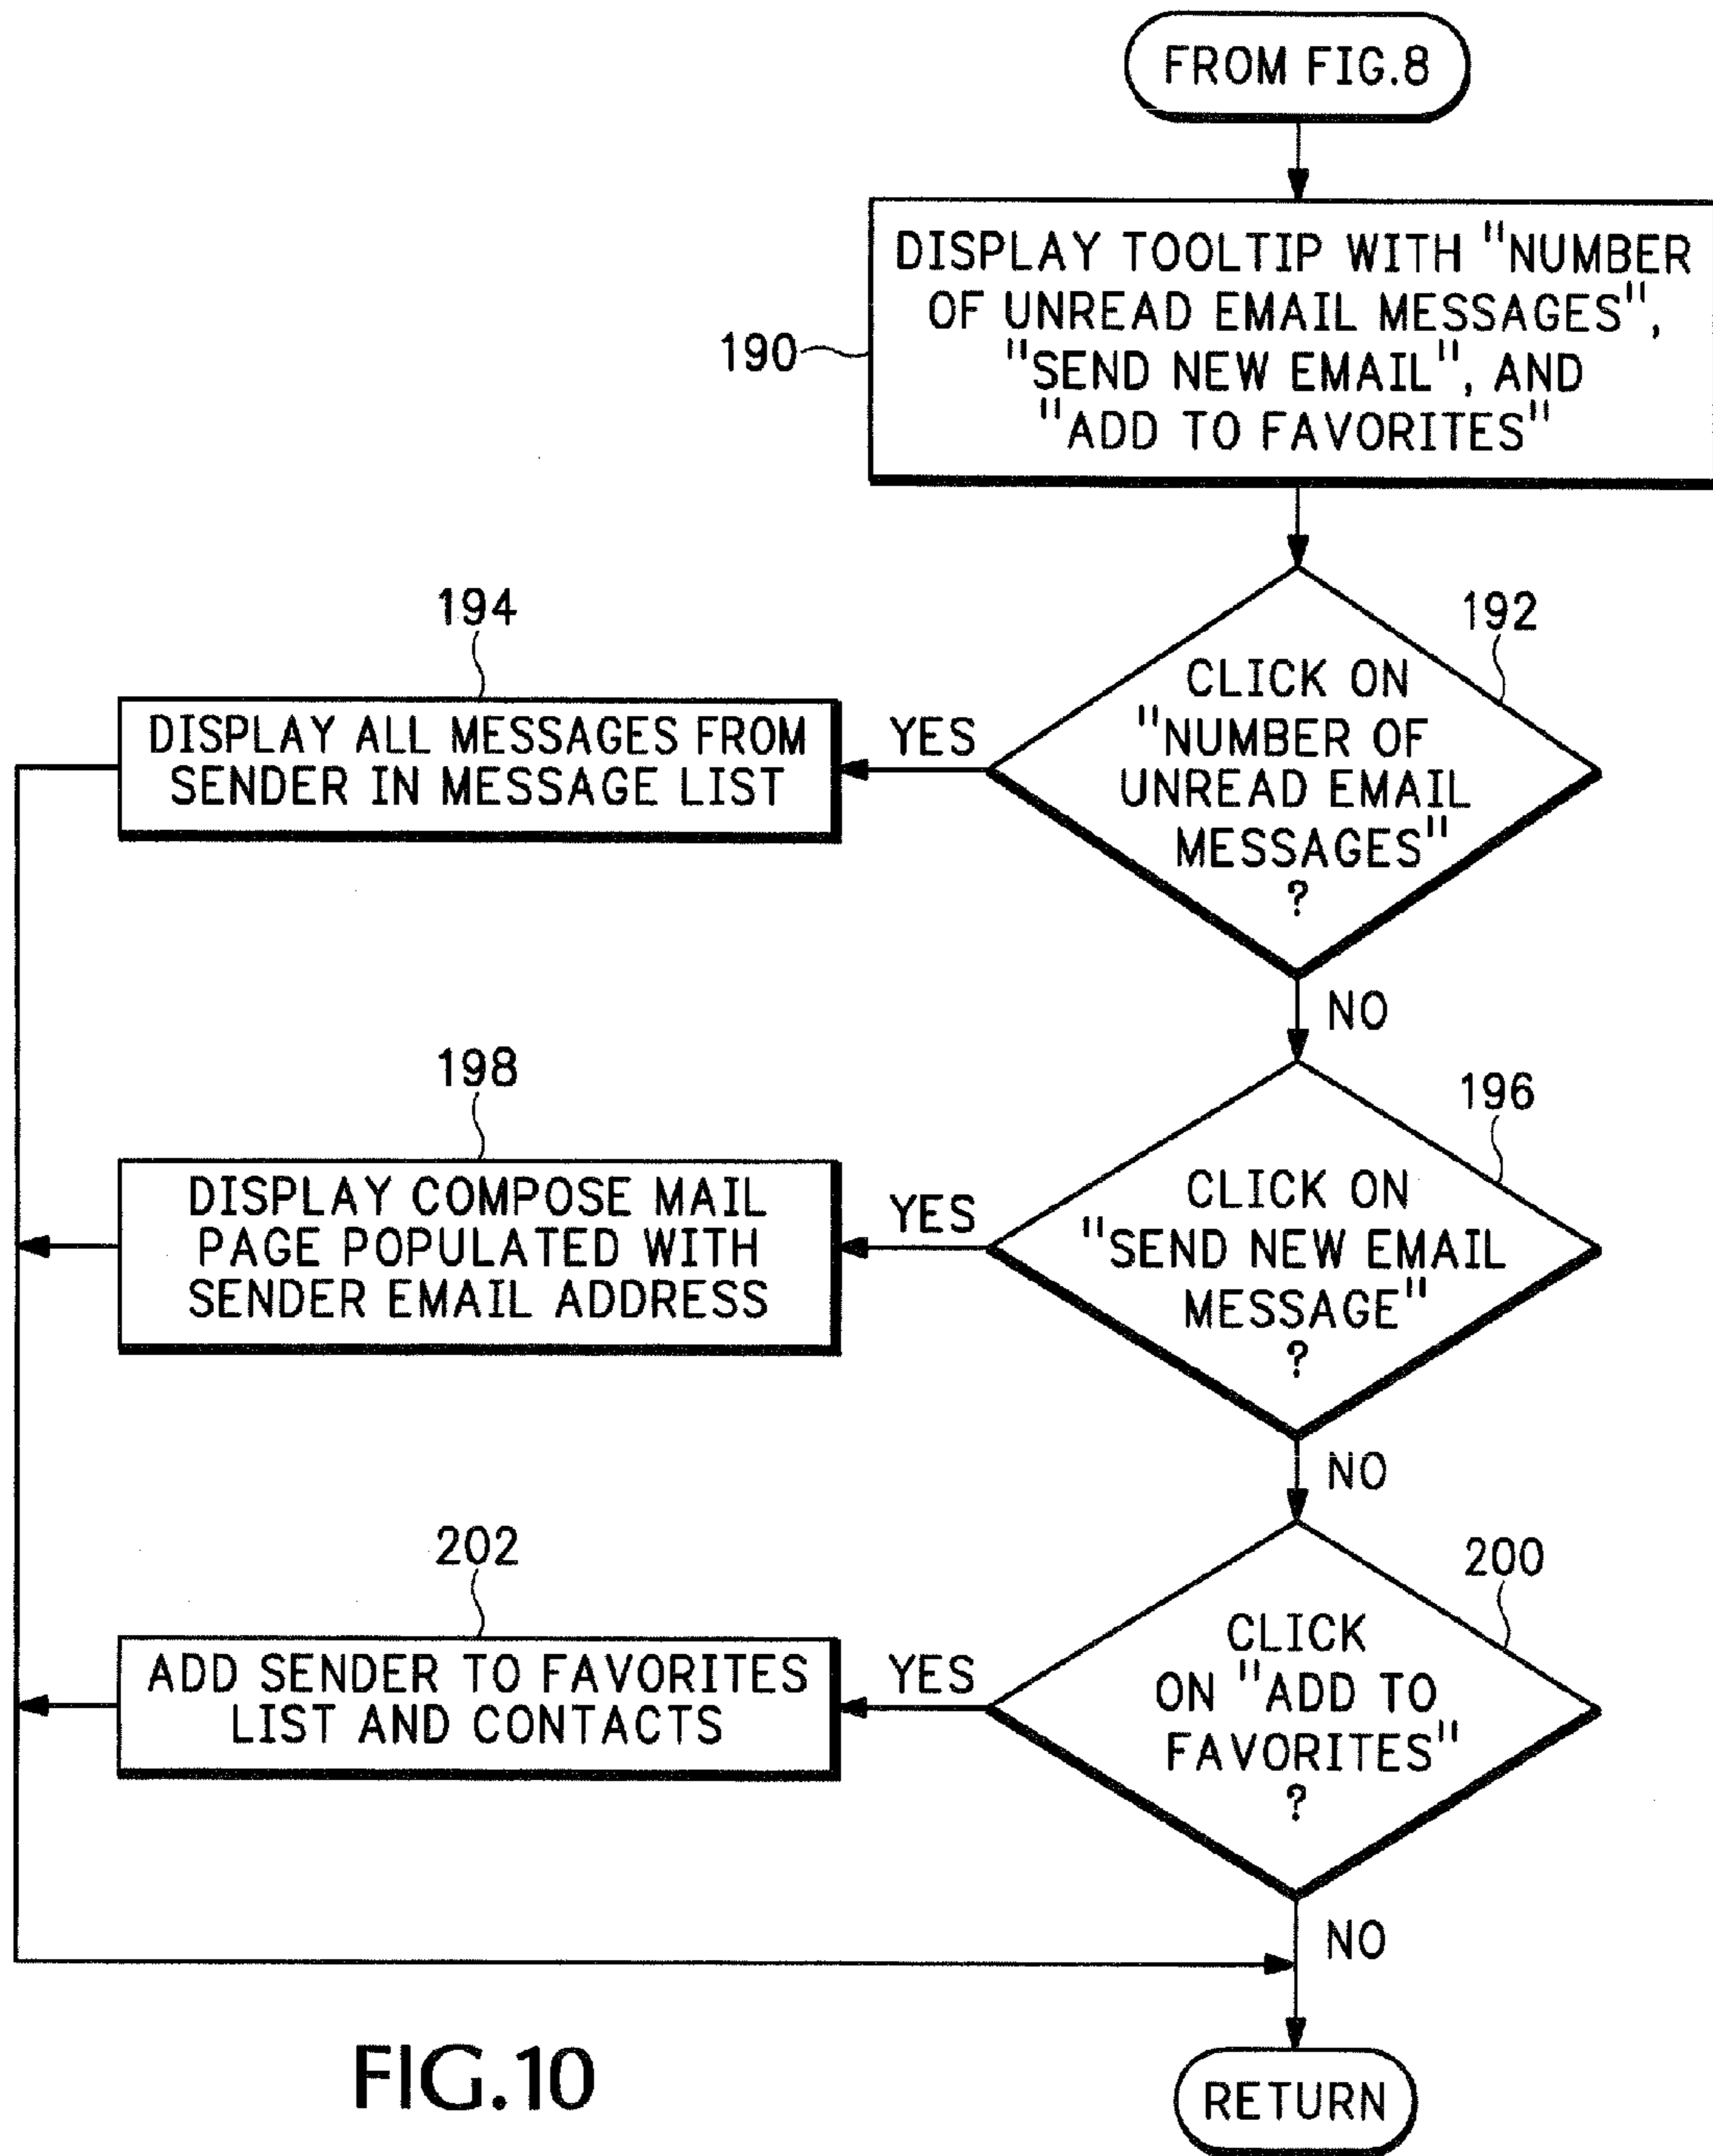 FROM FIG.8
DISPLAY TOOLTIP WITH "NUMBER
OF UNREAD EMAIL MESSAGES",
"SEND NEW EMAIL", AND
"ADD TO FAVORITES"
190
192
CLICK ON
"NUMBER OF
UNREAD EMAIL
MESSAGES"
?
YES
194
DISPLAY ALL MESSAGES FROM
SENDER IN MESSAGE LIST
NO
196
CLICK ON
"SEND NEW EMAIL
MESSAGE"
?
YES
198
DISPLAY COMPOSE MAIL
PAGE POPULATED WITH
SENDER EMAIL ADDRESS
NO
200
CLICK
ON "ADD TO
FAVORITES"
?
YES
202
ADD SENDER TO FAVORITES
LIST AND CONTACTS
NO
RETURN
FIG.10